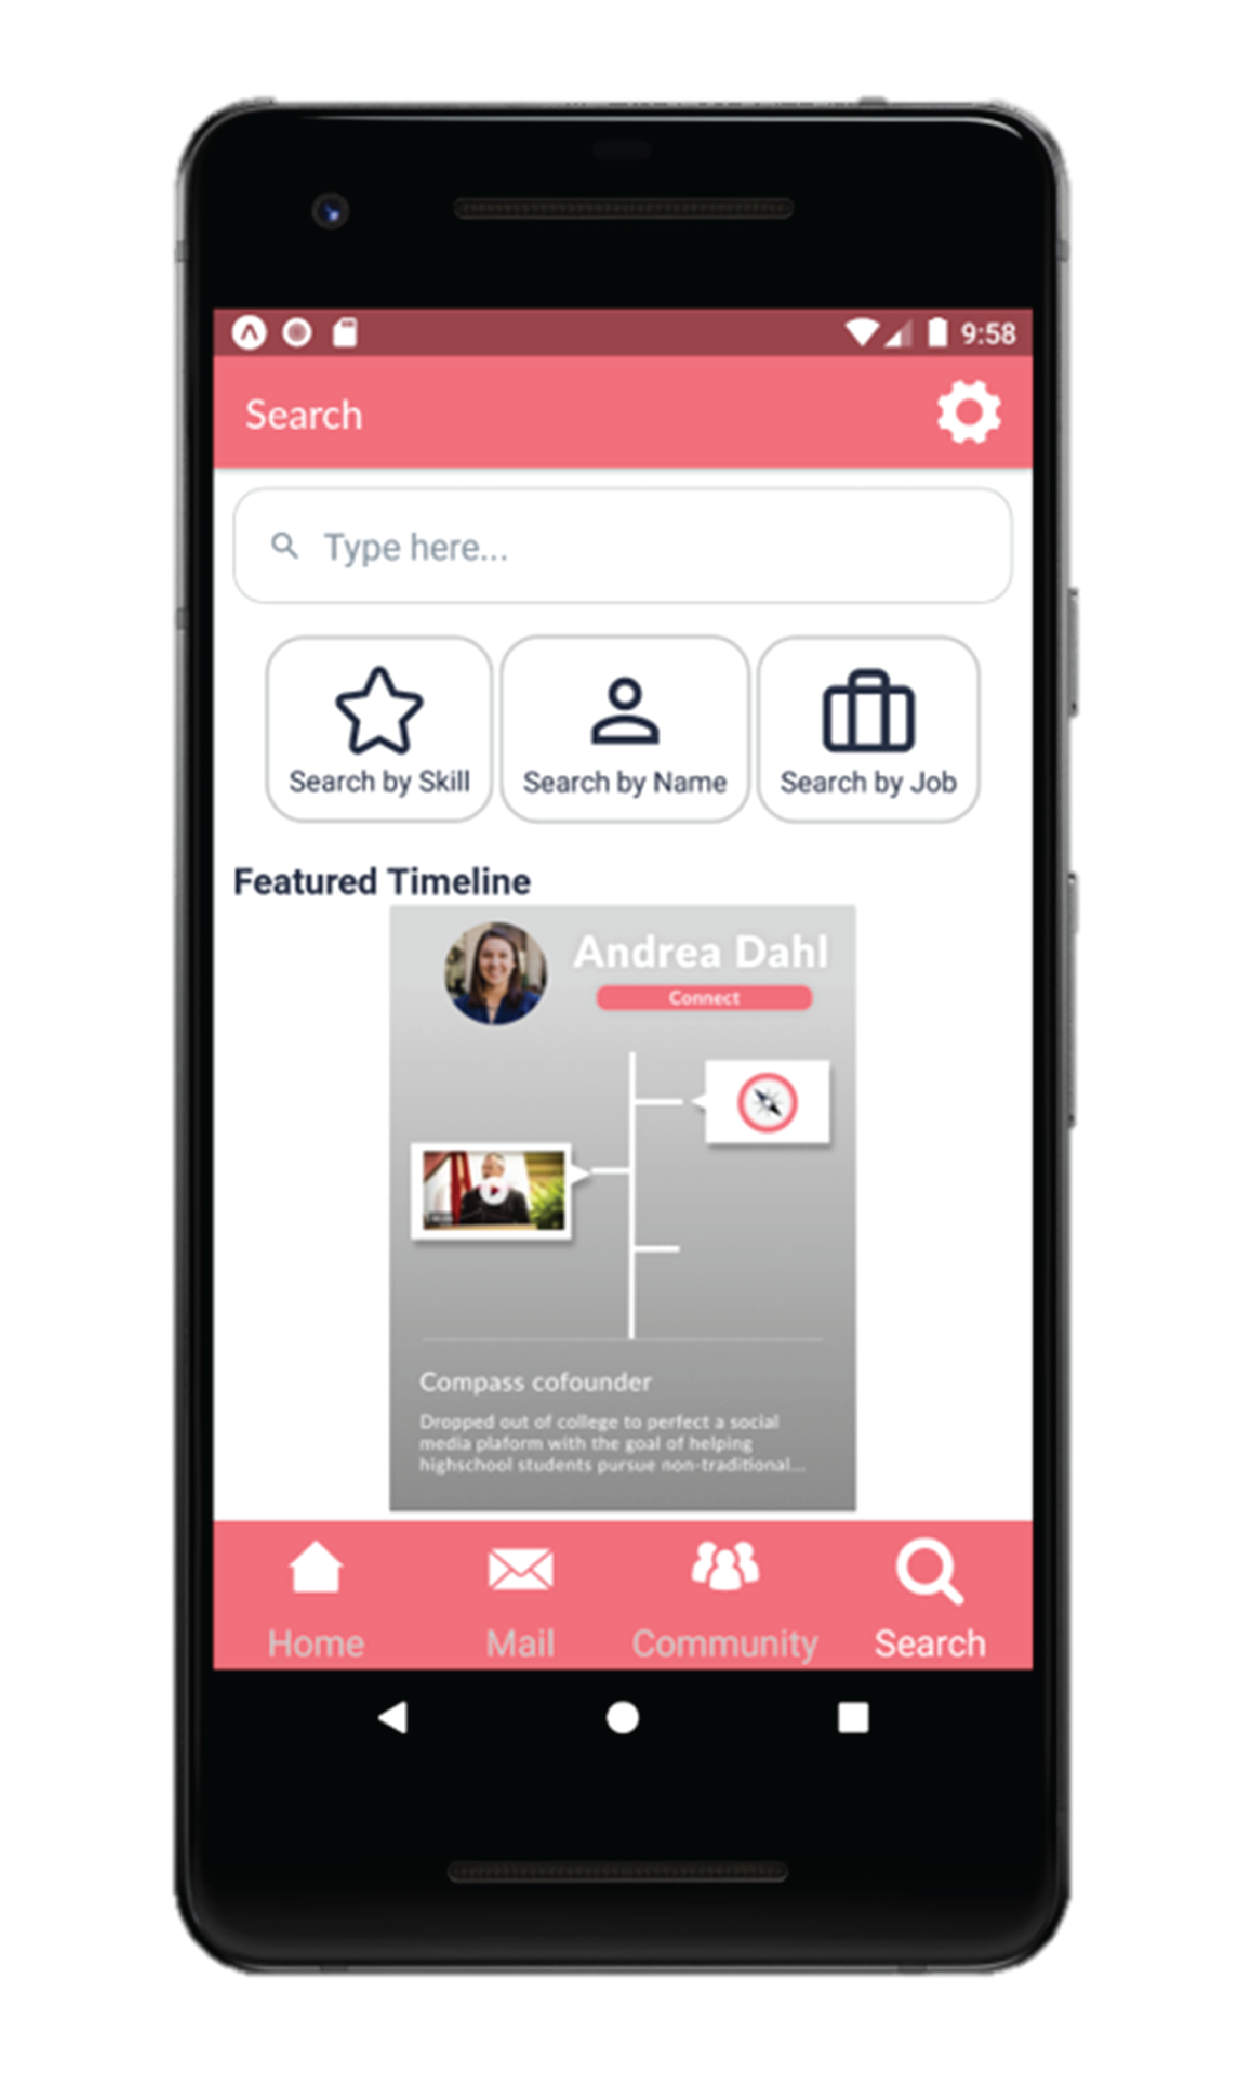 9:58
Search
Type here...
Search by Skill
Search by Name
Search by Job
Featured Timeline
Andrea Dahl
Connect
Compass cofounder
Dropped out of college to perfect a social
media plaform with the goal of helping
highschool students pursue non-traditional...
Home
Mail
Community
Search